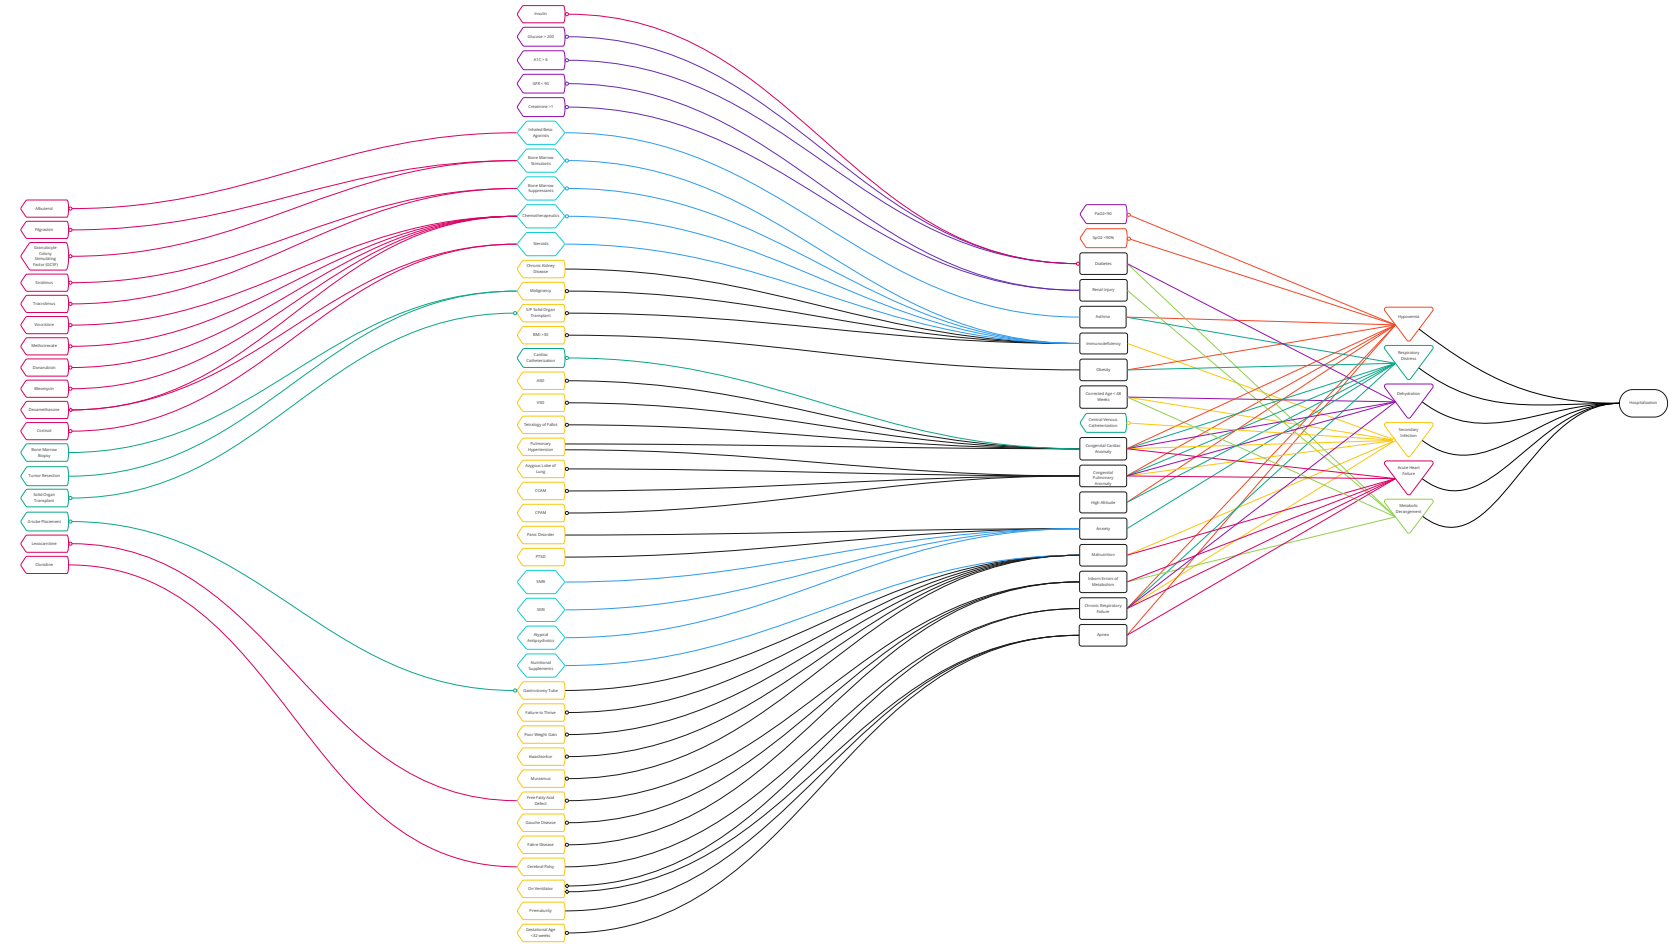 Insulin
Glucose > 200
A1C > 6
GFR < 90
Creatinine >1
Inhaled Beta-
Agonists
Bone Marrow
Stimulants
Bone Marrow
Suppressants
Chemotherapeutics
Steroids
Chronic Kidney
Disease
Malignancy
S/P Solid Organ
Transplant
BMI >30
Cardiac
Catheterization
ASD
VSD
Tetralogy of Fallot
Pulmonary
Hypertension
Azygous Lobe of
Lung
CCAM
CPAM
Panic Disorder
PTSD
SNRI
SSRI
Atypical
Antipsychotics
Nutritional
Supplements
Gastrostomy Tube
Failure to Thrive
Poor Weight Gain
Kwashiorkor
Marasmus
Free Fatty Acid
Defect
Gauche Disease
Fabre Disease
Cerebral Palsy
On Ventilator
Prematurity
Gestational Age
<32 weeks
Albuterol
Filgrastim
Granulocyte
Colony
Stimulating
Factor (GCSF)
Sirolimus
Tracrolimus
Vincristine
Methotrexate
Doxorubicin
Bleomycin
Dexamethasone
Cortisol
Bone Marrow
Biopsy
Tumor Resection
Solid Organ
Transplant
G-tube Placement
Levocarnitine
Clonidine
PaO2<90
SpO2 <90%
Diabetes
Renal Injury
Asthma
Immunodeficiency
Obesity
Corrected Age < 48
Weeks
Central Venous
Catheterization
Congenital Cardiac
Anomaly
Congenital
Pulmonary
Anomaly
High Altitude
Anxiety
Malnutrition
Inborn Errors of
Metabolism
Chronic Respiratory
Failure
Apnea
Hypoxemia
Respiratory
Distress
Dehydration
Secondary
Infection
Acute Heart
Failure
Metabolic
Derangement
Hospitalization